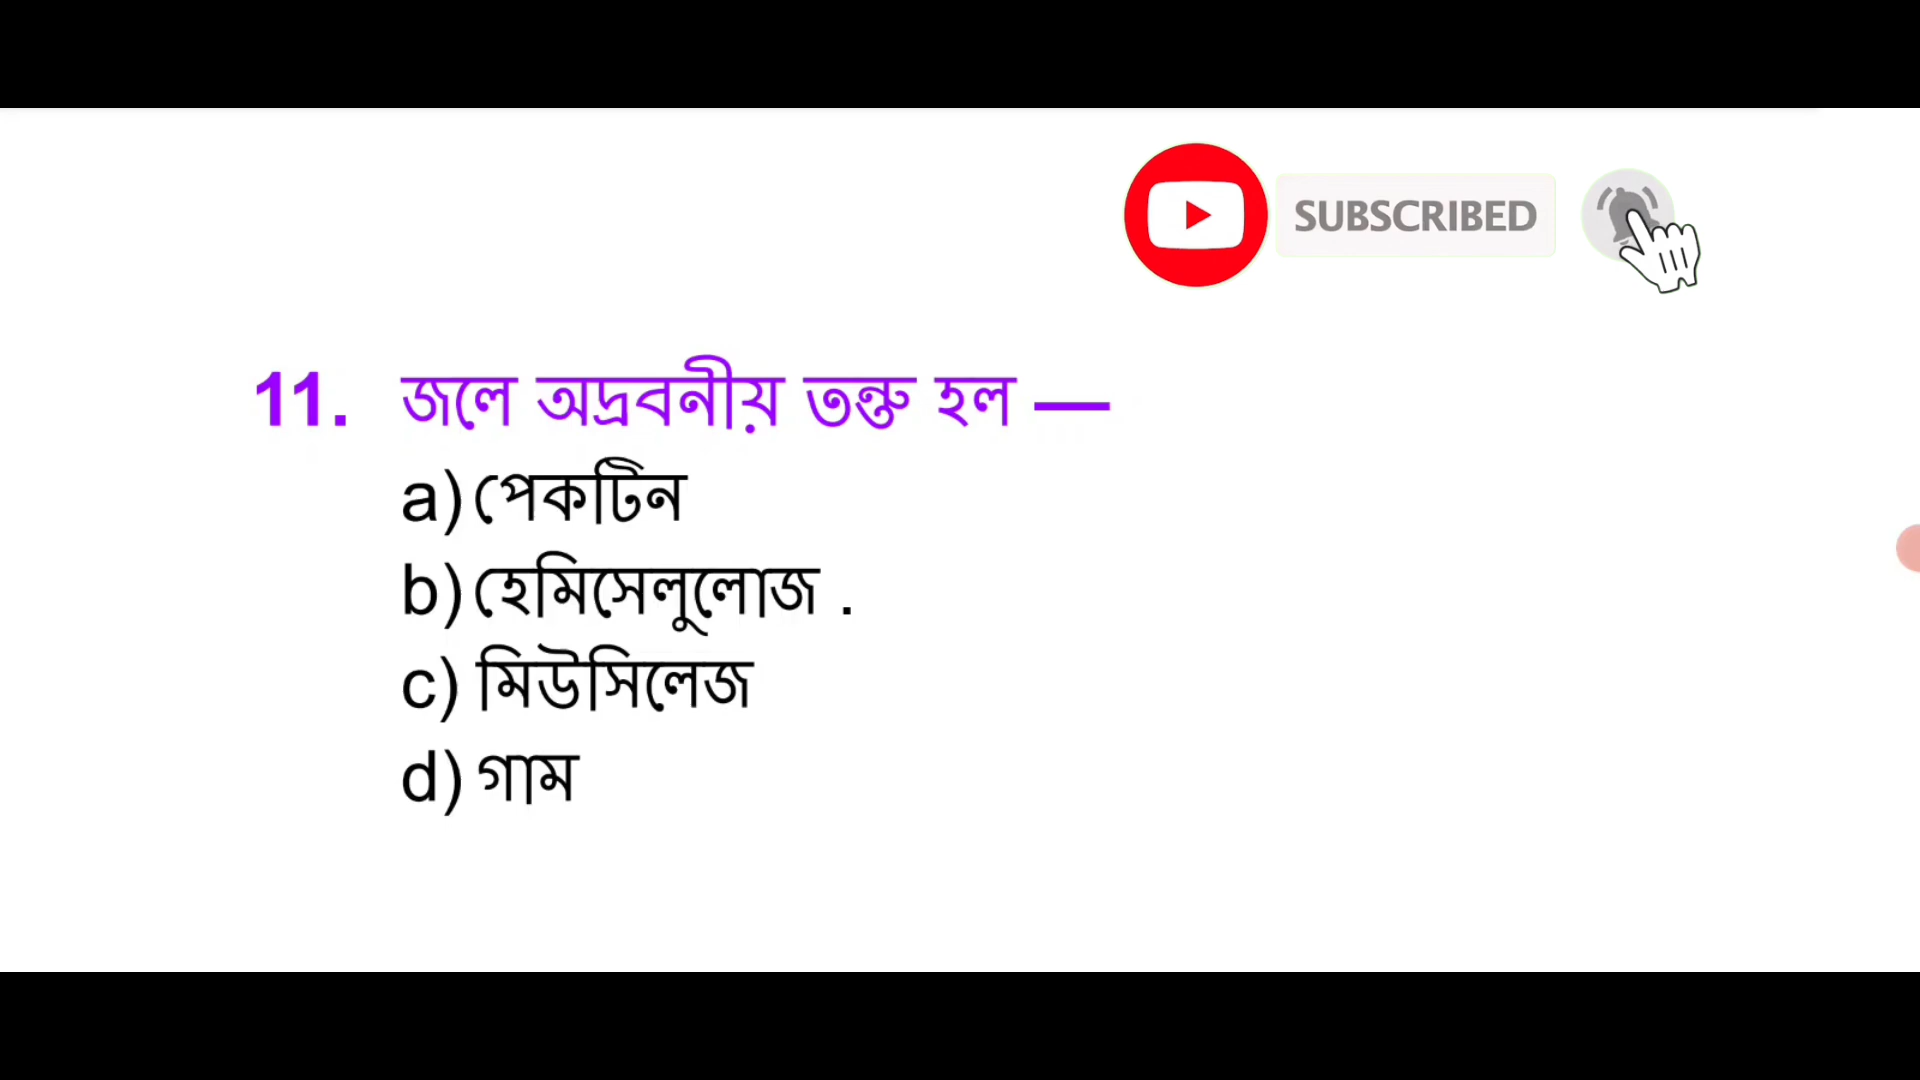 SUBSCRIBED
11. জলে অদ্রবনীয় তন্তু হল —
a) পেকটিন
b) হেমিসেলুলোজ .
c) মিউসিলেজ
d) গাম